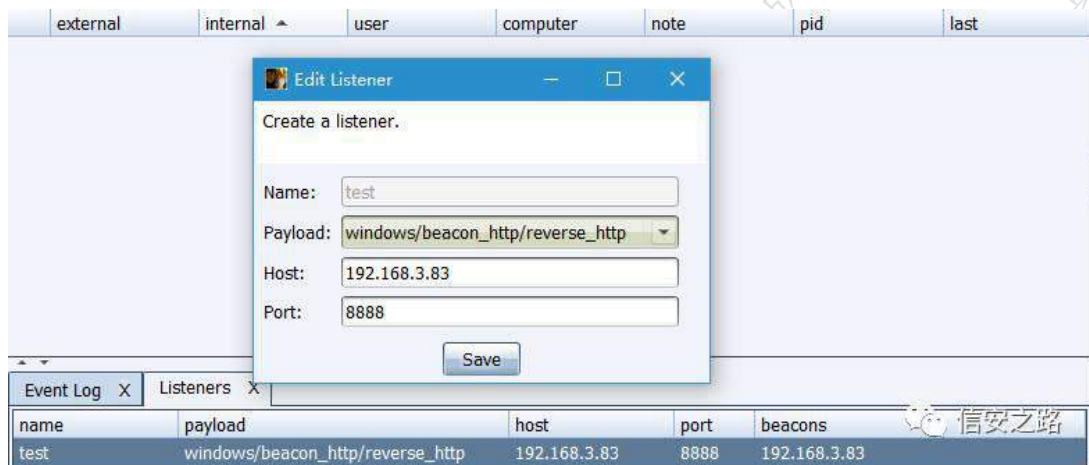 external internal user computer note pid last
Edit Listener
Create a listener.
Name: test
Payload: windows/beacon_http/reverse_http
Host: 192.168.3.83
Port: 8888
Save
Event Log X Listeners X
name payload host port beacons
test windows/beacon_http/reverse_http 192.168.3.83 8888 192.168.3.83
信安之路